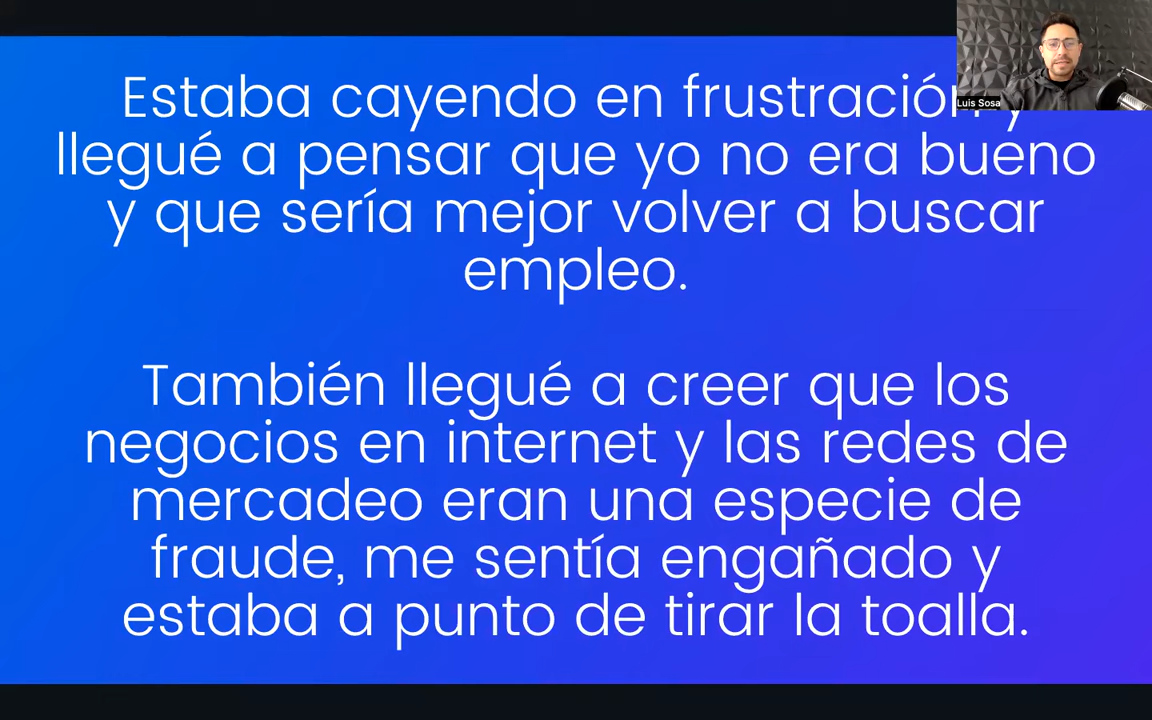 Estaba cayendo en frustración y
llegué a pensar que yo no era bueno
y que sería mejor volver a buscar
empleo.
También llegué a creer que los
negocios en internet y las redes de
mercadeo eran una especie de
fraude, me sentía engañado y
estaba a punto de tirar la toalla.
Luis Sosa